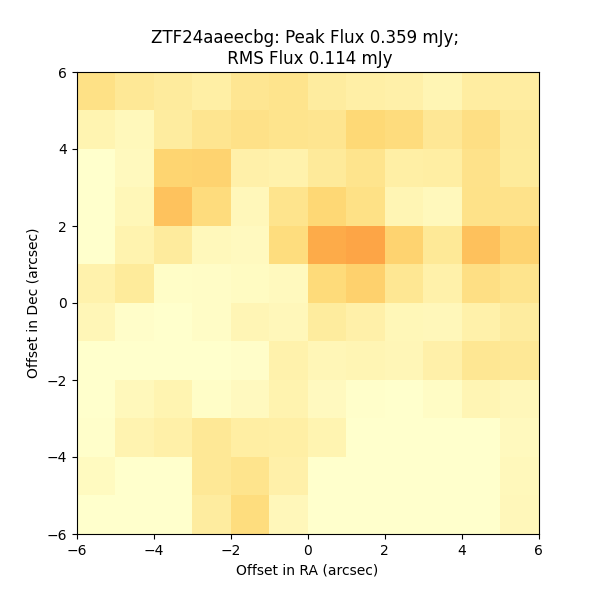 ZTF24aaeecbg: Peak Flux 0.359 mJy;
RMS Flux 0.114 mJy
6
4
2
0
−2
−4
−6
Offset in Dec (arcsec)
−6 −4 −2 0 2 4 6
Offset in RA (arcsec)